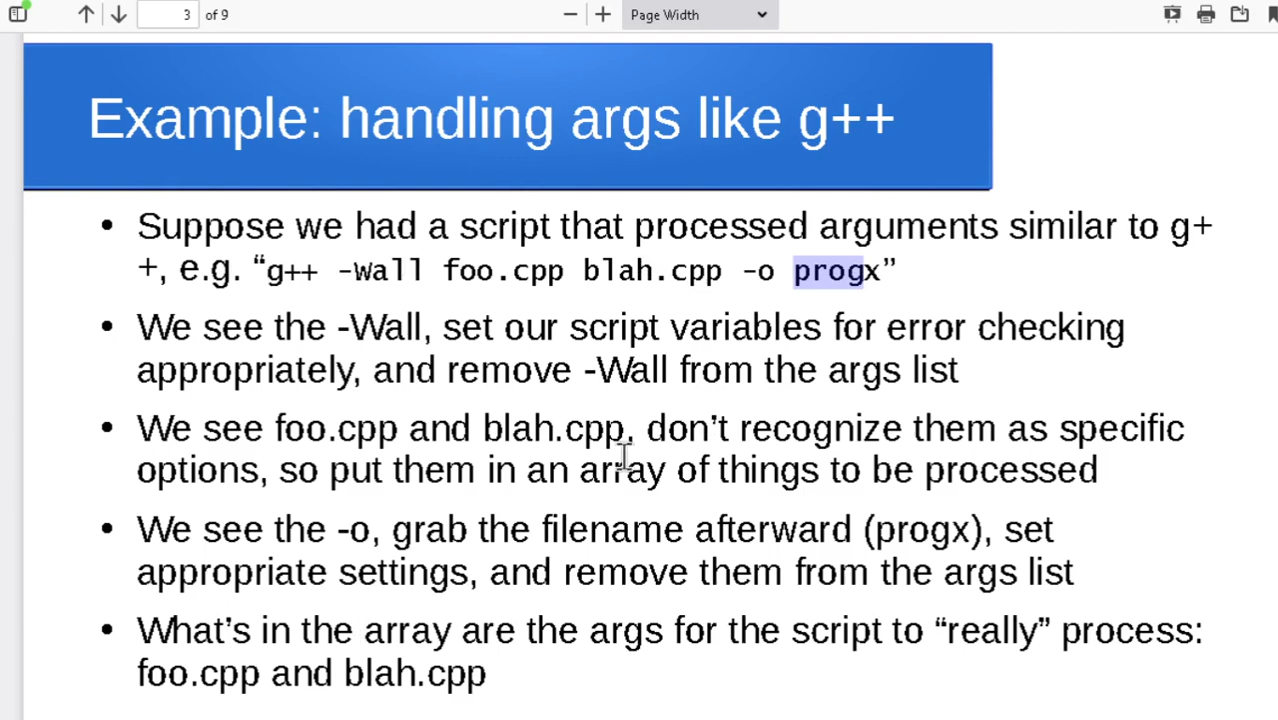 3 of 9 Page Width
Example: handling args like g++
• Suppose we had a script that processed arguments similar to g+
+, e.g. “g++ -Wall foo.cpp blah.cpp -o progx”
• We see the -Wall, set our script variables for error checking
appropriately, and remove -Wall from the args list
• We see foo.cpp and blah.cpp, don’t recognize them as specific
options, so put them in an array of things to be processed
• We see the -o, grab the filename afterward (progx), set
appropriate settings, and remove them from the args list
• What’s in the array are the args for the script to “really” process:
foo.cpp and blah.cpp